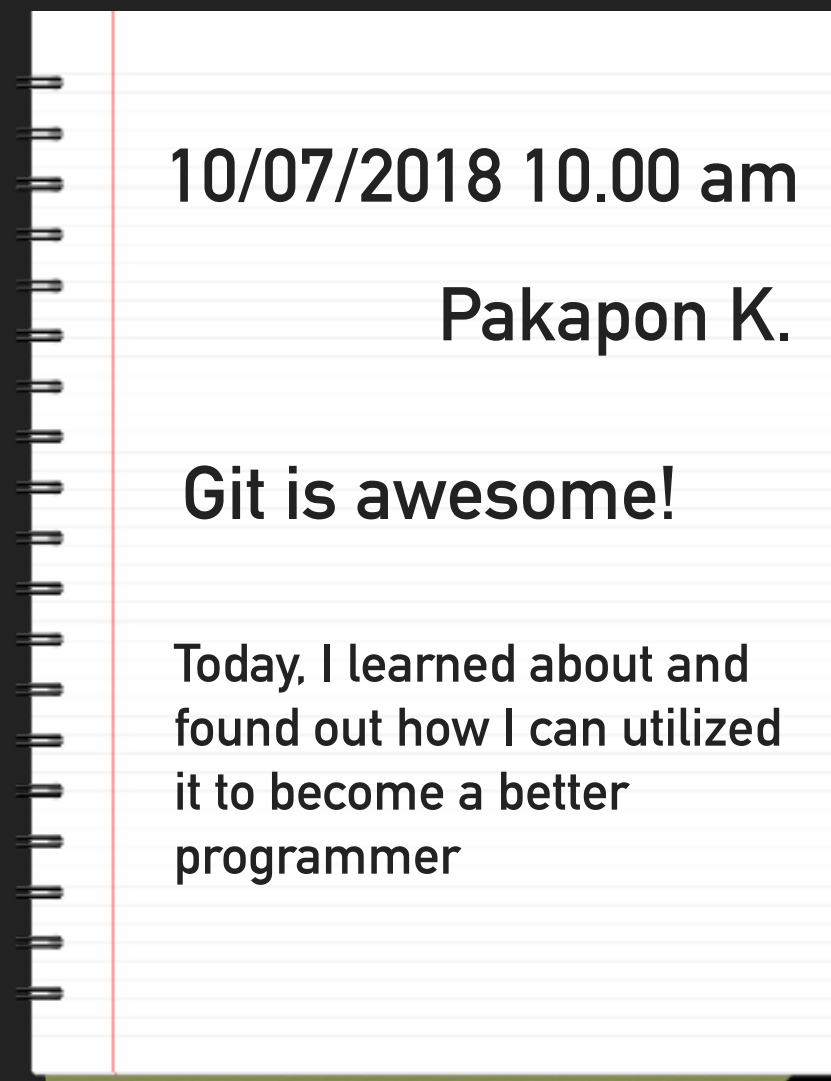 10/07/2018 10.00 am
Pakapon K.
Git is awesome!
Today, I learned about and
found out how I can utilized
it to become a better
programmer